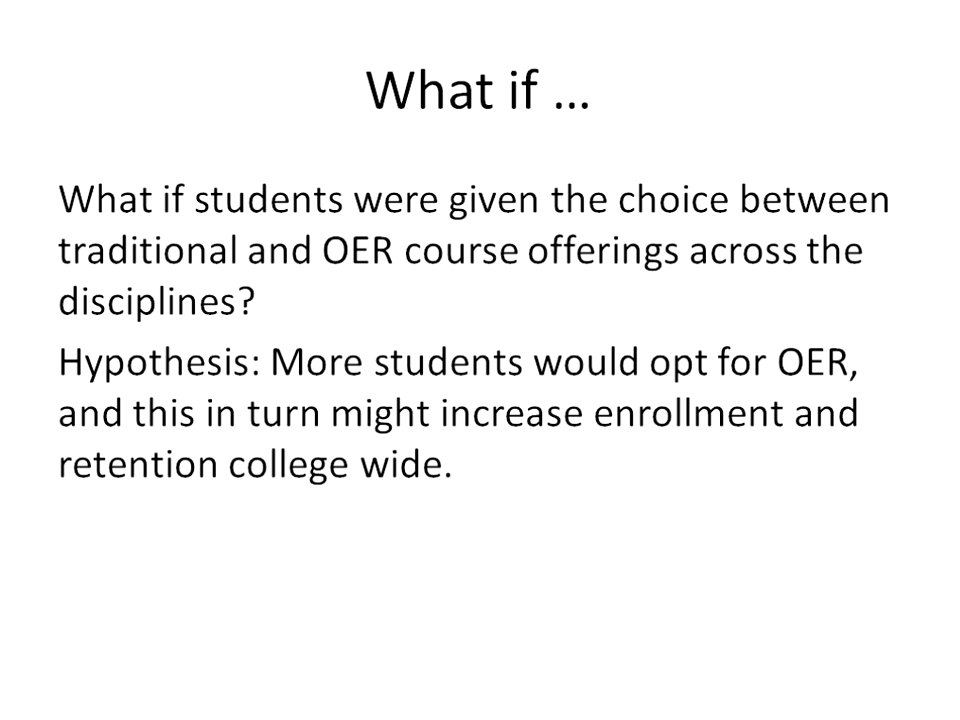 What if …
What if students were given the choice between
traditional and OER course offerings across the
disciplines?
Hypothesis: More students would opt for OER,
and this in turn might increase enrollment and
retention college wide.